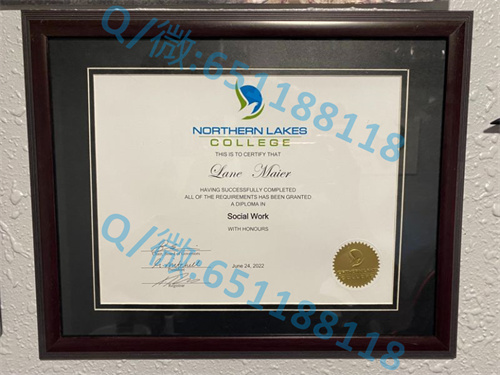 NORTHERN LAKES
COLLEGE
THIS IS TO CERTIFY THAT
Lane Maier
HAVING SUCCESSFULLY COMPLETED
ALL OF THE REQUIREMENTS HAS BEEN GRANTED
A DIPLOMA IN
Social Work
WITH HONOURS
June 24, 2022
Registrar
Q/微:651188118
Q/微:651188118